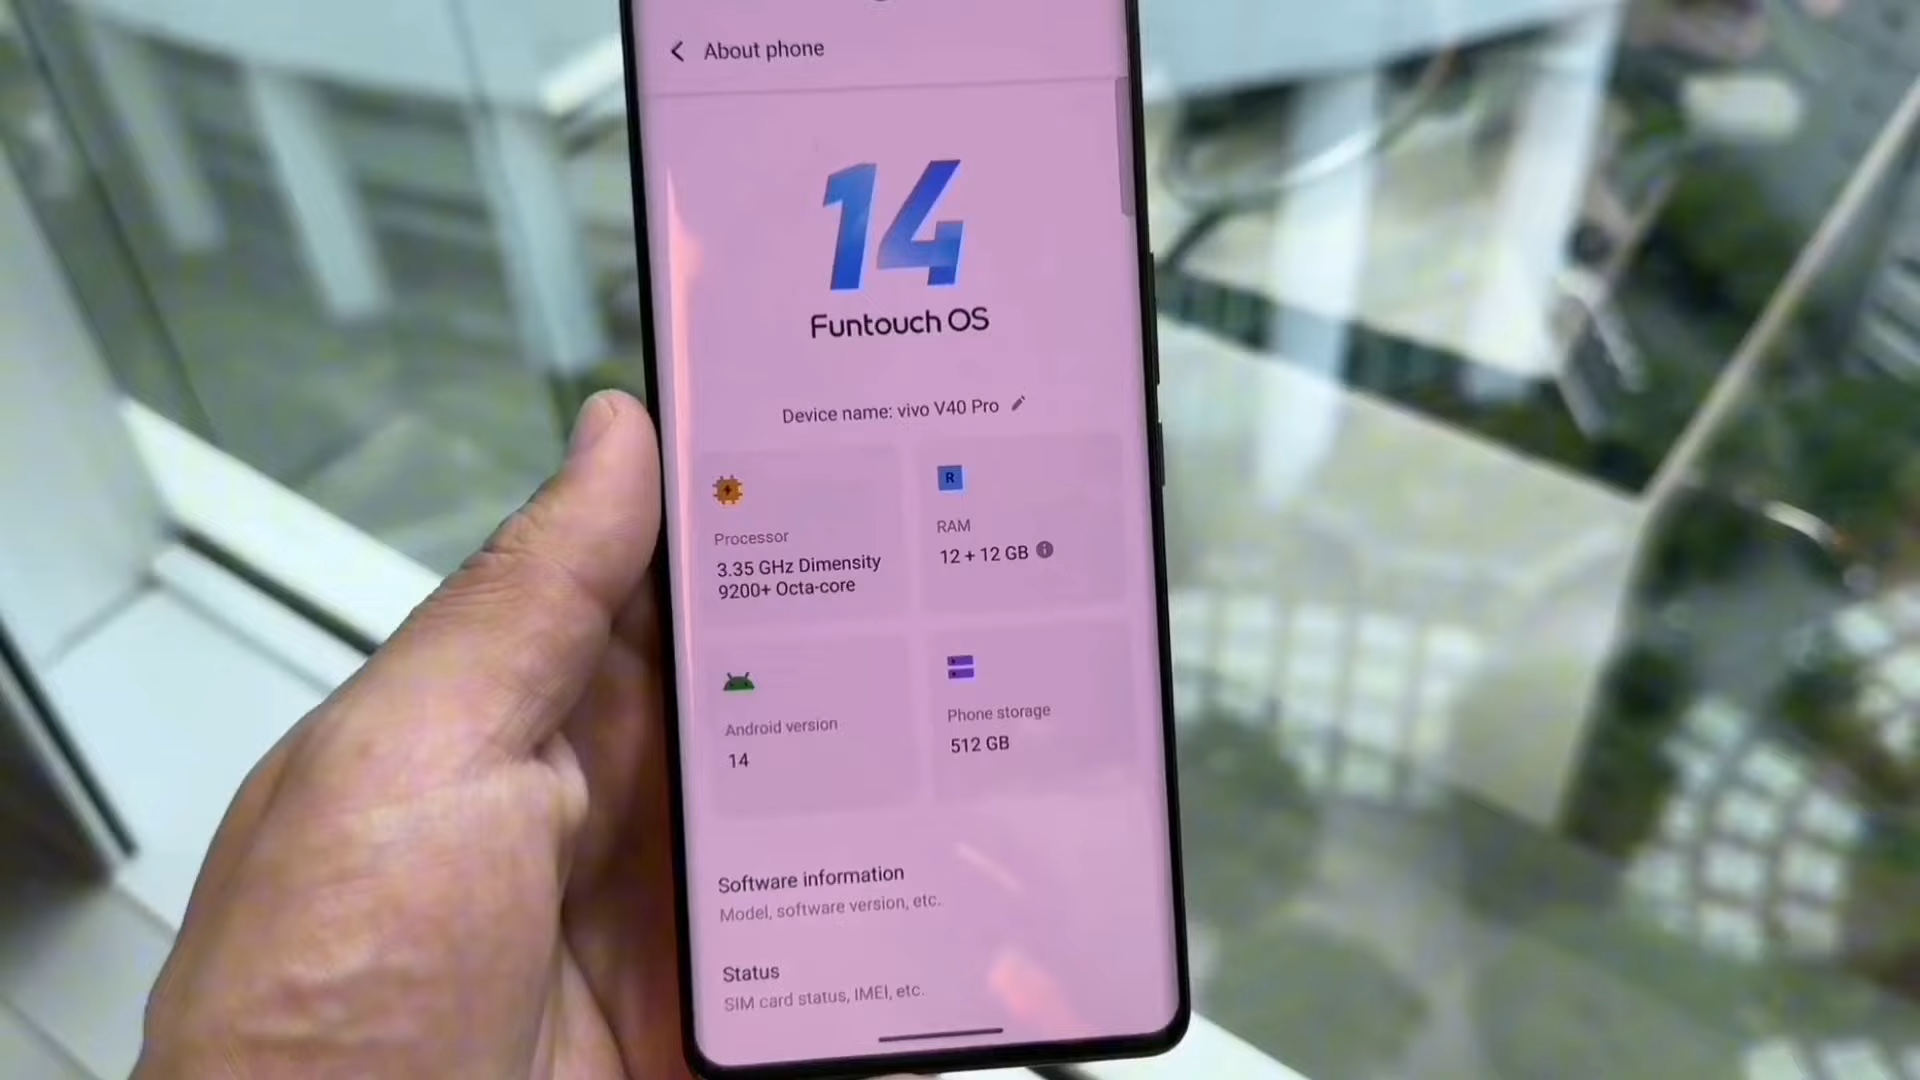 About phone
14
Funtouch OS
Device name: vivo V40 Pro
Processor
3.35 GHz Dimensity
9200+ Octa-core
R
RAM
12 + 12 GB
Android version
14
Phone storage
512 GB
Software information
Model, software version, etc.
Status
SIM card status, IMEI, etc.